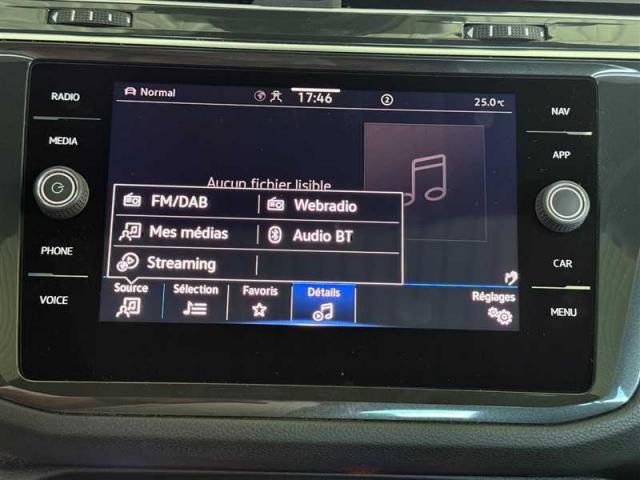 RADIO
MEDIA
PHONE
VOICE
Normal
17:46
2
25.0 °C
Aucun fichier lisible
FM/DAB
Webradio
Mes médias
Audio BT
Streaming
Source
Sélection
Favoris
Détails
Réglages
NAV
APP
CAR
MENU